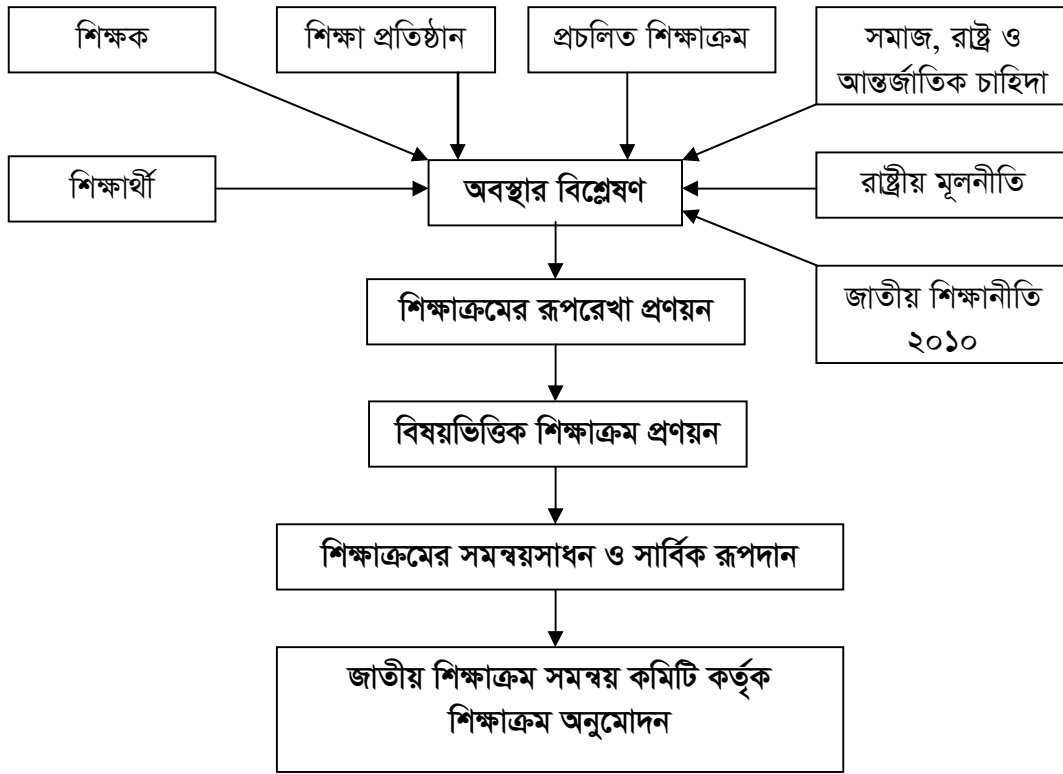 শিক্ষক
শিক্ষা প্রতিষ্ঠান
প্রচলিত শিক্ষাক্রম
সমাজ, রাষ্ট্র ও
আন্তর্জাতিক চাহিদা
শিক্ষার্থী
অবস্থার বিশ্লেষণ
রাষ্ট্রীয় মূলনীতি
শিক্ষাক্রমের রূপরেখা প্রণয়ন
জাতীয় শিক্ষানীতি
২০১০
বিষয়ভিত্তিক শিক্ষাক্রম প্রণয়ন
শিক্ষাক্রমের সমন্বয়সাধন ও সার্বিক রূপদান
জাতীয় শিক্ষাক্রম সমন্বয় কমিটি কর্তৃক
শিক্ষাক্রম অনুমোদন